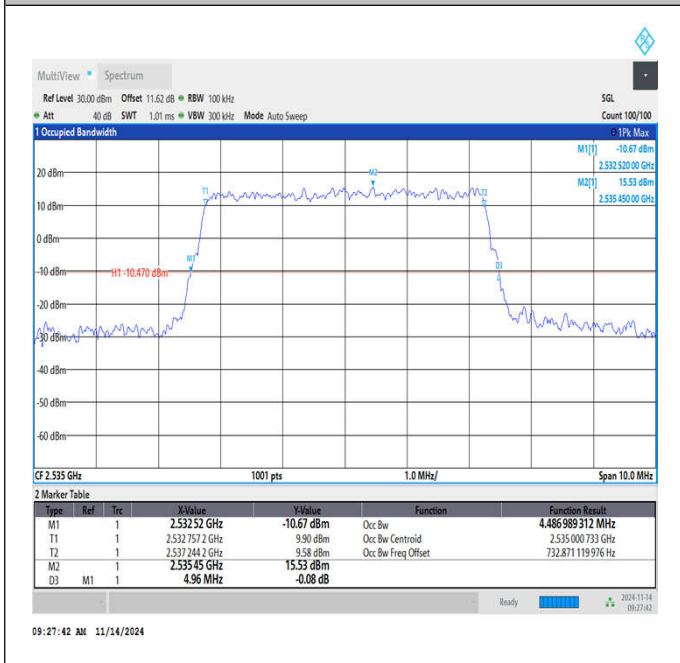 MultiView Spectrum
Ref Level 30.00 dBm Offset 11.62 dB RBW 100 kHz SGL
Att 40 dB SWT 1.01 ms VBW 300 kHz Mode Auto Sweep Count 100/100
1 Occupied Bandwidth 1Pk Max
M1[1] -10.67 dBm
2.532 520 00 GHz
M2[1] 15.53 dBm
2.535 450 00 GHz
M2
20 dBm
T1 T2
10 dBm
0 dBm
M1 D3
-10 dBm H1 -10.470 dBm
-20 dBm
-30 dBm
-40 dBm
-50 dBm
-60 dBm
CF 2.535 GHz 1001 pts 1.0 MHz/ Span 10.0 MHz
2 Marker Table
Type Ref Trc X-Value Y-Value Function Function Result
M1 1 2.532 52 GHz -10.67 dBm Occ Bw 4.486 989 312 MHz
T1 1 2.532 757 2 GHz 9.90 dBm Occ Bw Centroid 2.535 000 733 GHz
T2 1 2.537 244 2 GHz 9.58 dBm Occ Bw Freq Offset 732.871 119 976 Hz
M2 1 2.535 45 GHz 15.53 dBm
D3 M1 1 4.96 MHz -0.08 dB
Ready 2024-11-14
09:27:42
09:27:42 AM 11/14/2024